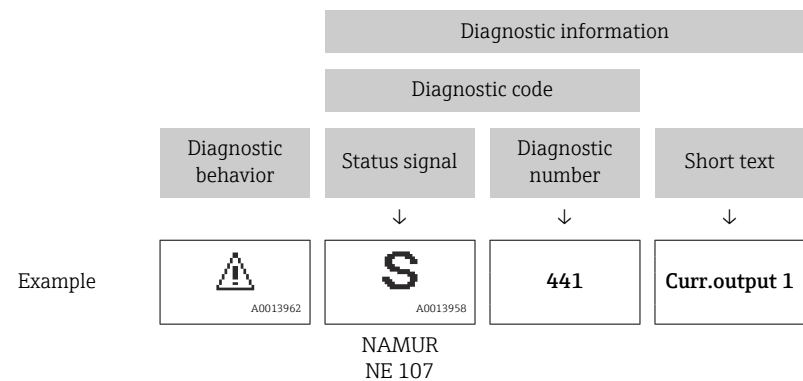 Diagnostic information
Diagnostic code
Diagnostic
behavior
Status signal
Diagnostic
number
Short text
↓ ↓ ↓
Example
S
441
Curr.output 1
A0013962
A0013958
NAMUR
NE 107